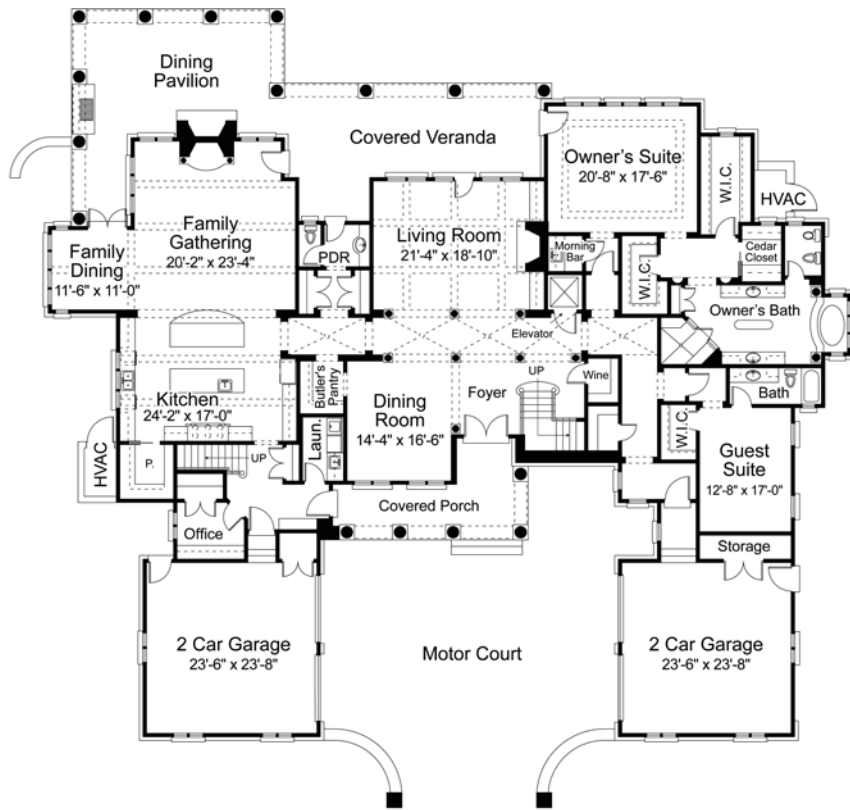 Dining
Pavilion
Covered Veranda
Owner's Suite
20'-8" x 17'-6"
W.I.C.
HVAC
Family
Gathering
20'-2" x 23'-4"
PDR
Living Room
21'-4" x 18'-10"
Morning
Bar
W.I.C.
Cedar
Closet
Family
Dining
11'-6" x 11'-0"
Elevator
Owner's Bath
Kitchen
24'-2" x 17'-0"
Butler's
Pantry
UP
Foyer
Wine
Bath
Dining
Room
14'-4" x 16'-6"
W.I.C.
Guest
Suite
12'-8" x 17'-0"
HVAC
P.
UP
Laun.
Covered Porch
Office
Storage
2 Car Garage
23'-6" x 23'-8"
Motor Court
2 Car Garage
23'-6" x 23'-8"